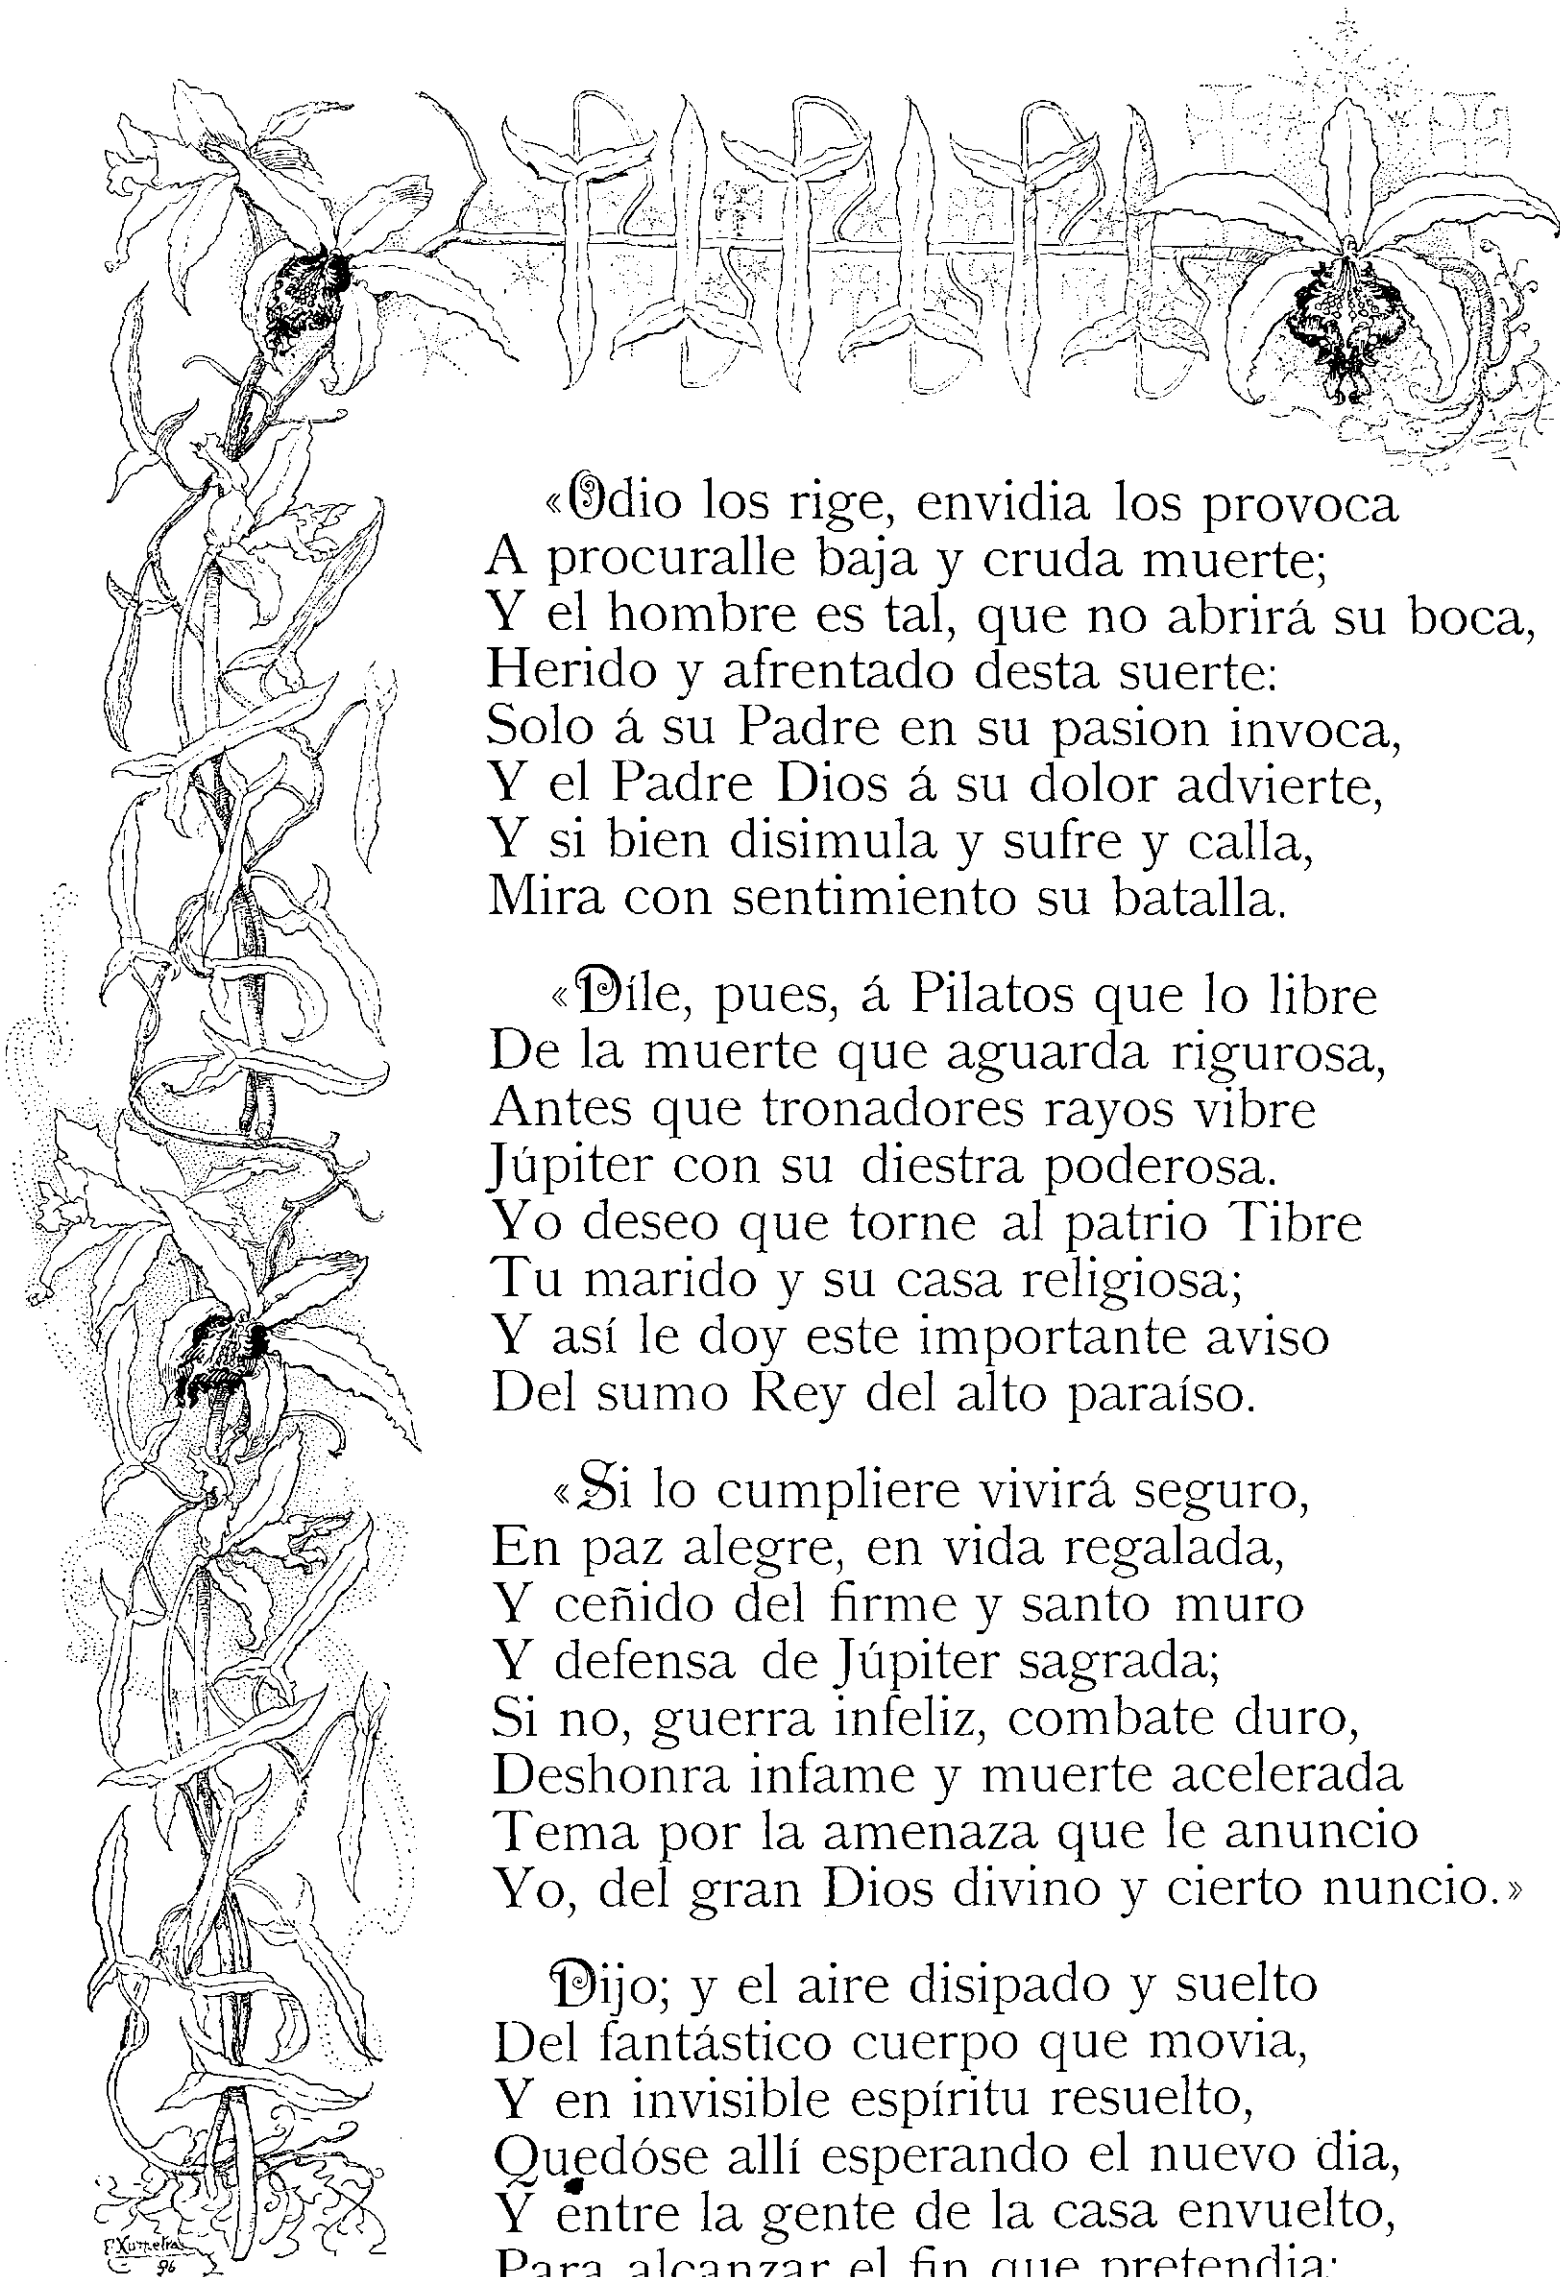 «Odio los rige, envidia los provoca
A procuralle baja y cruda muerte;
Y el hombre es tal, que no abrirá su boca,
Herido y afrentado desta suerte:
Solo á su Padre en su pasion invoca,
Y el Padre Dios á su dolor advierte,
Y si bien disimula y sufre y calla,
Mira con sentimiento su batalla.
«Díle, pues, á Pilatos que lo libre
De la muerte que aguarda rigurosa,
Antes que tronadores rayos vibre
Júpiter con su diestra poderosa.
Yo deseo que torne al patrio Tibre
Tu marido y su casa religiosa;
Y así le doy este importante aviso
Del sumo Rey del alto paraíso.
«Si lo cumpliere vivirá seguro,
En paz alegre, en vida regalada,
Y ceñido del firme y santo muro
Y defensa de Júpiter sagrada;
Si no, guerra infeliz, combate duro,
Deshonra infame y muerte acelerada
Tema por la amenaza que le anuncio
Yo, del gran Dios divino y cierto nuncio.»
Dijo; y el aire disipado y suelto
Del fantástico cuerpo que movia,
Y en invisible espíritu resuelto,
Quedóse allí esperando el nuevo dia,
Y entre la gente de la casa envuelto,
Para alcanzar el fin que pretendia:
F Xumetra
96